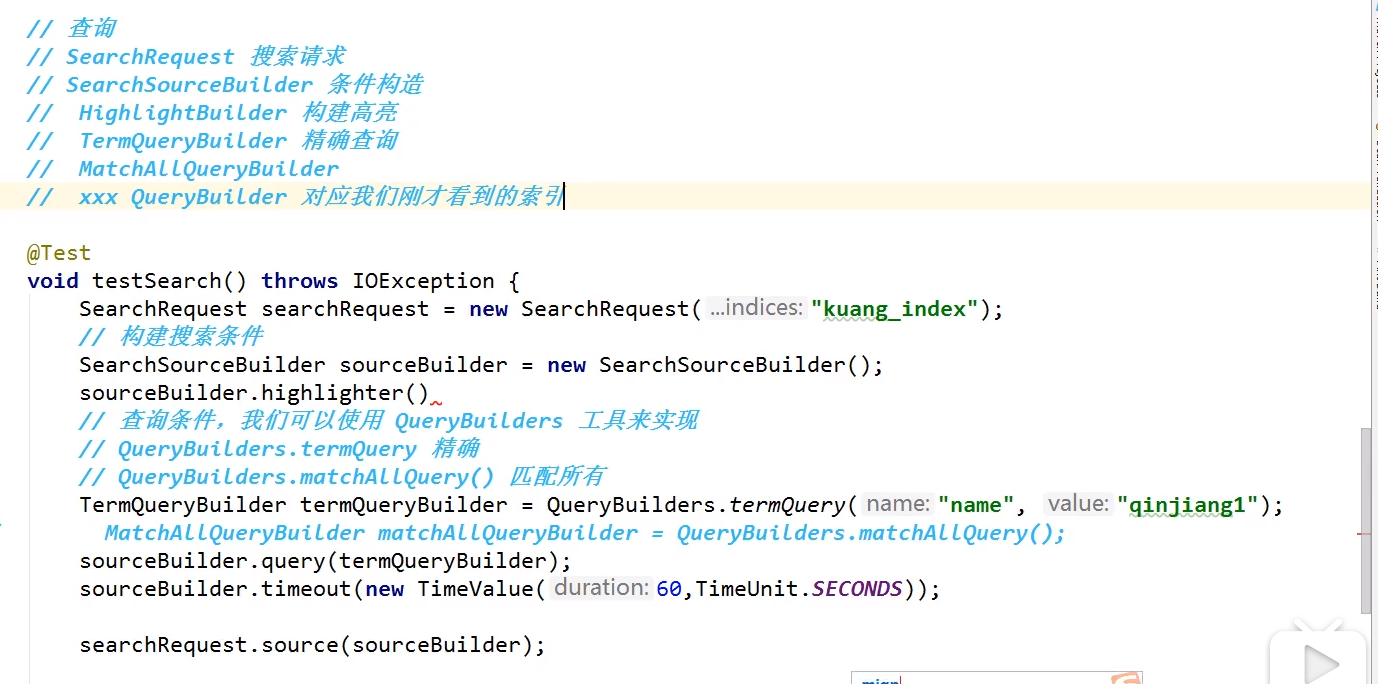 // 查询
// SearchRequest 搜索请求
// SearchSourceBuilder 条件构造
// HighlightBuilder 构建高亮
// TermQueryBuilder 精确查询
// MatchAllQueryBuilder
// xxx QueryBuilder 对应我们刚才看到的索引
@Test
void testSearch() throws IOException {
SearchRequest searchRequest = new SearchRequest( ...indices: "kuang_index");
// 构建搜索条件
SearchSourceBuilder sourceBuilder = new SearchSourceBuilder();
sourceBuilder.highlighter()
// 查询条件，我们可以使用 QueryBuilders 工具来实现
// QueryBuilders.termQuery 精确
// QueryBuilders.matchAllQuery() 匹配所有
TermQueryBuilder termQueryBuilder = QueryBuilders.termQuery( name: "name", value: "qinjiang1");
MatchAllQueryBuilder matchAllQueryBuilder = QueryBuilders.matchAllQuery();
sourceBuilder.query(termQueryBuilder);
sourceBuilder.timeout(new TimeValue( duration: 60,TimeUnit.SECONDS));
searchRequest.source(sourceBuilder);